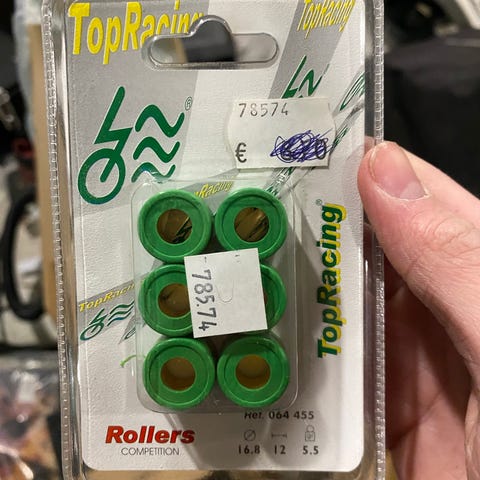 TopRacing
TopRacing
®
78574
€
TopRacing
TopRacing®
TopRacing
78574
Ref. 064 455
Rollers
COMPETITION
16.8 12 5.5